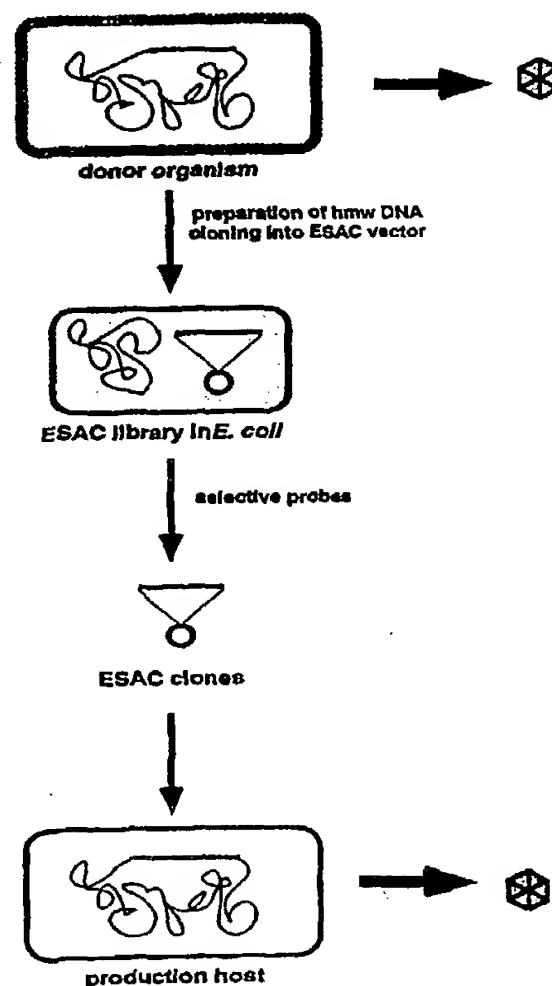 donor organism
preparation of hmw DNA
cloning into ESAC vector
ESAC library in E. coli
selective probes
ESAC clones
production host